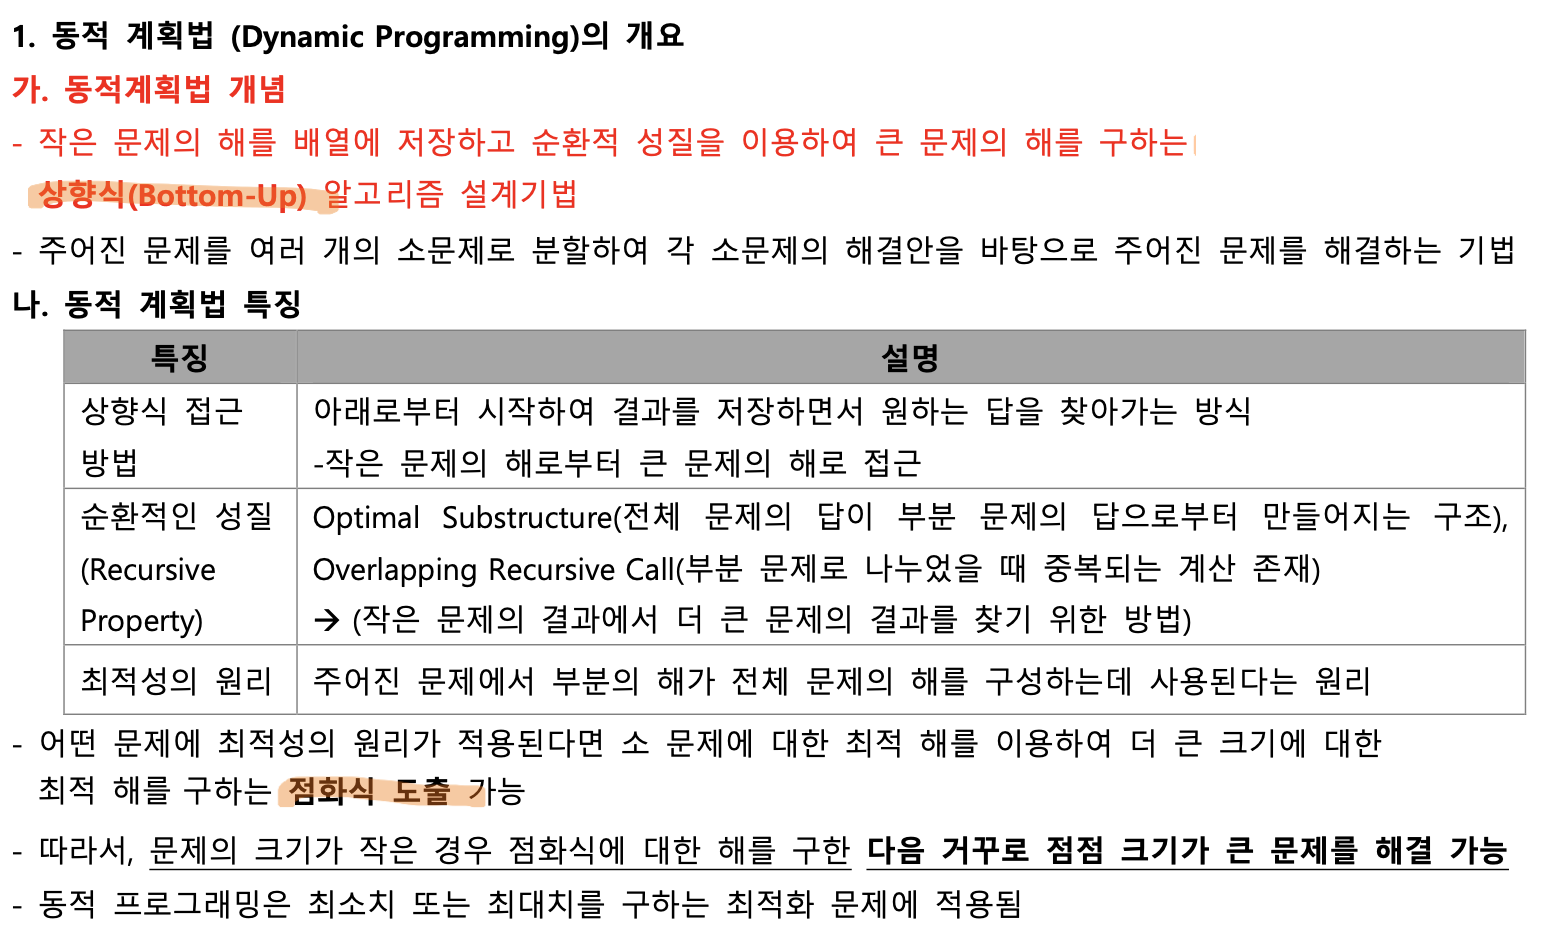 1. 동적 계획법 (Dynamic Programming)의 개요
가. 동적계획법 개념
- 작은 문제의 해를 배열에 저장하고 순환적 성질을 이용하여 큰 문제의 해를 구하는
상향식(Bottom-Up) 알고리즘 설계기법
- 주어진 문제를 여러 개의 소문제로 분할하여 각 소문제의 해결안을 바탕으로 주어진 문제를 해결하는 기법
나. 동적 계획법 특징
특징 설명
상향식 접근
방법
아래로부터 시작하여 결과를 저장하면서 원하는 답을 찾아가는 방식
-작은 문제의 해로부터 큰 문제의 해로 접근
순환적인 성질
(Recursive
Property)
Optimal Substructure(전체 문제의 답이 부분 문제의 답으로부터 만들어지는 구조),
Overlapping Recursive Call(부분 문제로 나누었을 때 중복되는 계산 존재)
→ (작은 문제의 결과에서 더 큰 문제의 결과를 찾기 위한 방법)
최적성의 원리
주어진 문제에서 부분의 해가 전체 문제의 해를 구성하는데 사용된다는 원리
- 어떤 문제에 최적성의 원리가 적용된다면 소 문제에 대한 최적 해를 이용하여 더 큰 크기에 대한
최적 해를 구하는 점화식 도출 가능
- 따라서, 문제의 크기가 작은 경우 점화식에 대한 해를 구한 다음 거꾸로 점점 크기가 큰 문제를 해결 가능
- 동적 프로그래밍은 최소치 또는 최대치를 구하는 최적화 문제에 적용됨